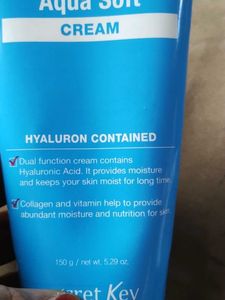 Aqua Soft
CREAM
HYALURON CONTAINED
Dual function cream contains
Hyaluronic Acid. It provides moisture
and keeps your skin moist for long time.
Collagen and vitamin help to provide
abundant moisture and nutrition for skin.
150 g / net wt. 5.29 oz.
cret Key